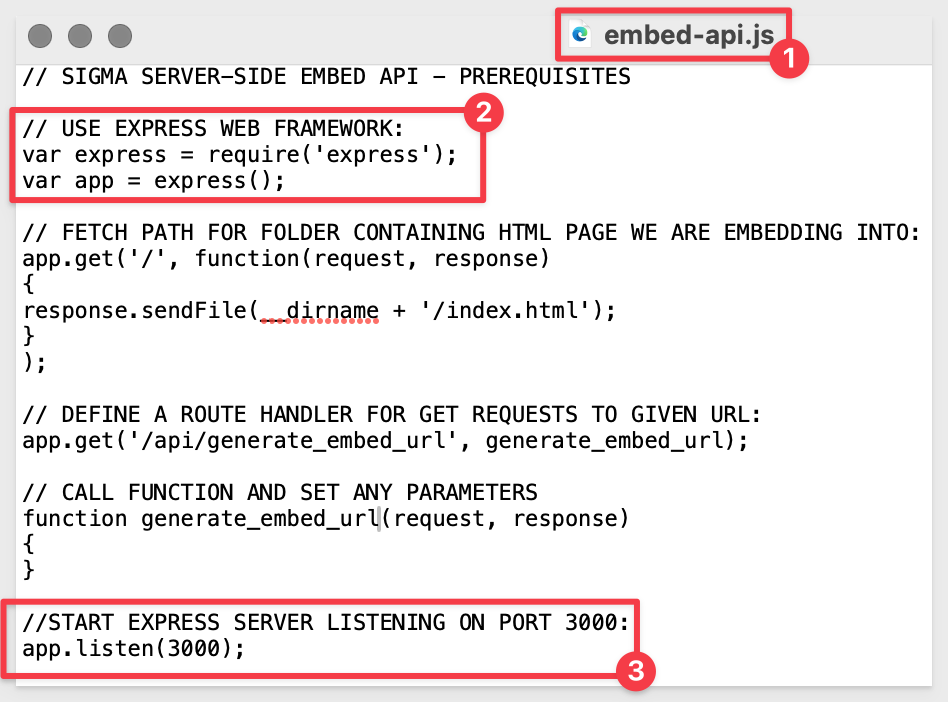 embed-api.js
1
// SIGMA SERVER-SIDE EMBED API - PREREQUISITES
2
// USE EXPRESS WEB FRAMEWORK:
var express = require('express');
var app = express();
// FETCH PATH FOR FOLDER CONTAINING HTML PAGE WE ARE EMBEDDING INTO:
app.get('/', function(request, response)
{
response.sendFile(__dirname + '/index.html');
}
);
// DEFINE A ROUTE HANDLER FOR GET REQUESTS TO GIVEN URL:
app.get('/api/generate_embed_url', generate_embed_url);
// CALL FUNCTION AND SET ANY PARAMETERS
function generate_embed_url(request, response)
{
}
//START EXPRESS SERVER LISTENING ON PORT 3000:
app.listen(3000);
3